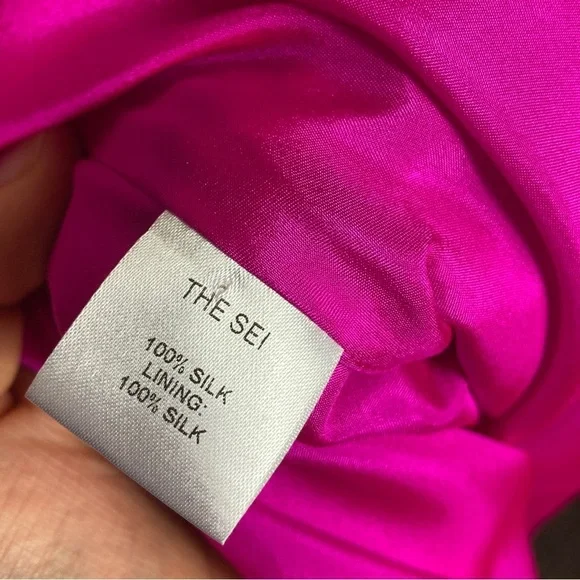 THE SEI
100% SILK
LINING:
100% SILK